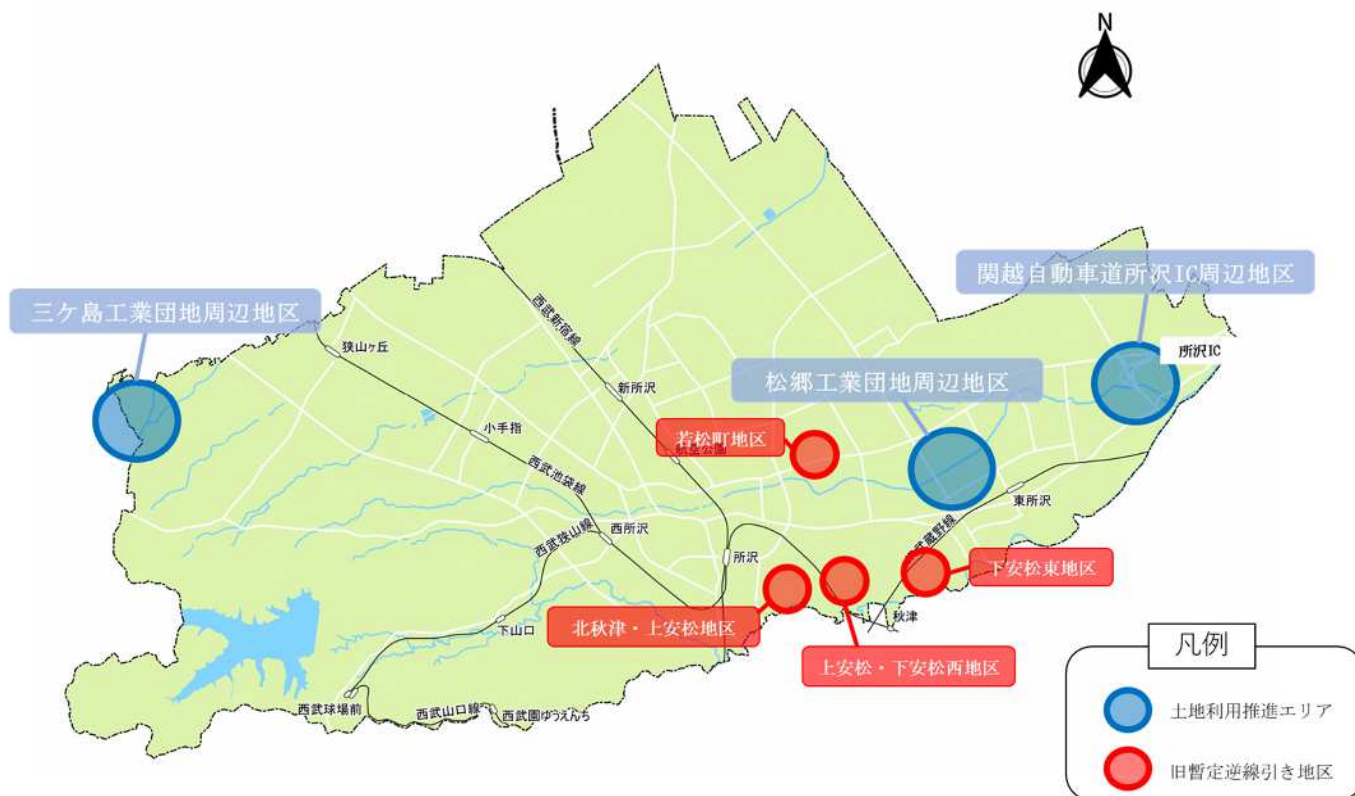 N
関越自動車道所沢IC周辺地区
三ケ島工業団地周辺地区
西武新宿線
狭山ヶ丘
所沢IC
松郷工業団地周辺地区
新所沢
小手指
若松町地区
航空公園
西武池袋線
東所沢
西武狭山線
西所沢
武蔵野線
所沢
下安松東地区
北秋津・上安松地区
秋津
下山口
上安松・下安松西地区
凡例
西武球場前
西武山口線
西武園ゆうえんち
土地利用推進エリア
旧暫定逆線引き地区